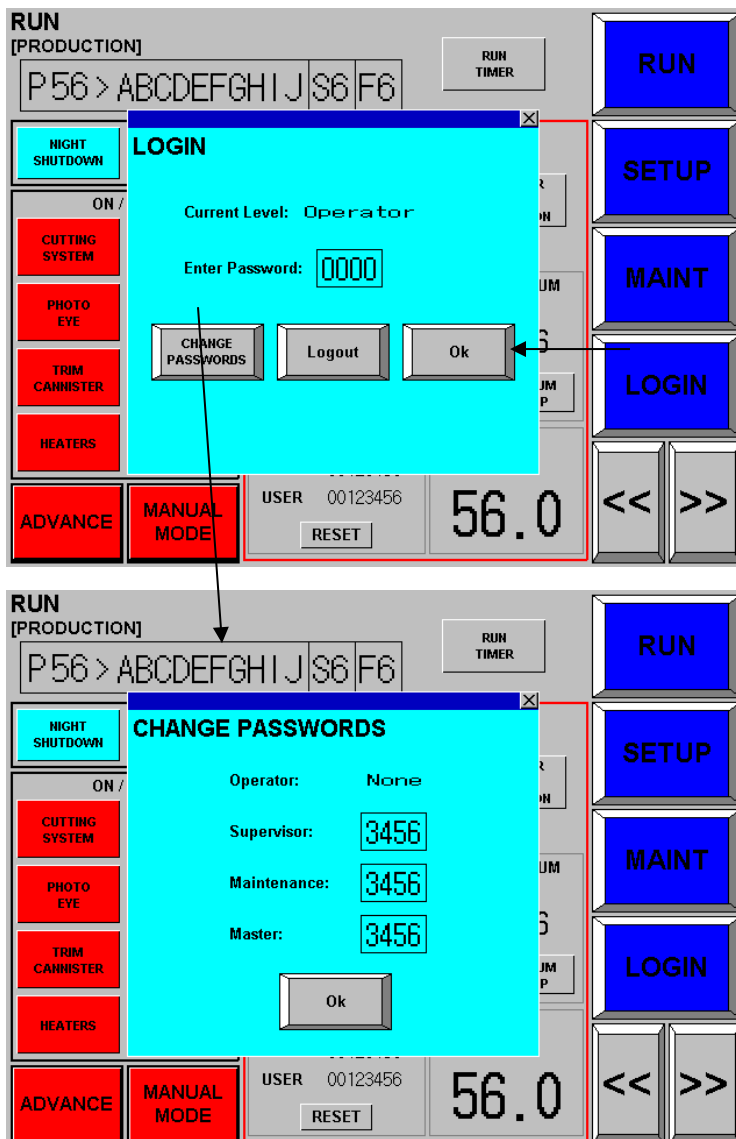 RUN
[PRODUCTION]
P56>ABCDEFGHIJ S6 F6
RUN
TIMER
RUN
NIGHT
SHUTDOWN
LOGIN
SETUP
ON /
Current Level: Operator
CUTTING
SYSTEM
Enter Password: 0000
UM
MAINT
PHOTO
EYE
CHANGE
PASSWORDS
Logout
Ok
TRIM
CANNISTER
UM
P
LOGIN
HEATERS
ADVANCE
MANUAL
MODE
USER 00123456
RESET
56.0
<< >>
RUN
[PRODUCTION]
P56>ABCDEFGHIJ S6 F6
RUN
TIMER
RUN
NIGHT
SHUTDOWN
CHANGE PASSWORDS
SETUP
ON /
Operator: None
CUTTING
SYSTEM
Supervisor: 3456
UM
MAINT
PHOTO
EYE
Maintenance: 3456
TRIM
CANNISTER
Master: 3456
UM
P
LOGIN
HEATERS
Ok
ADVANCE
MANUAL
MODE
USER 00123456
RESET
56.0
<< >>